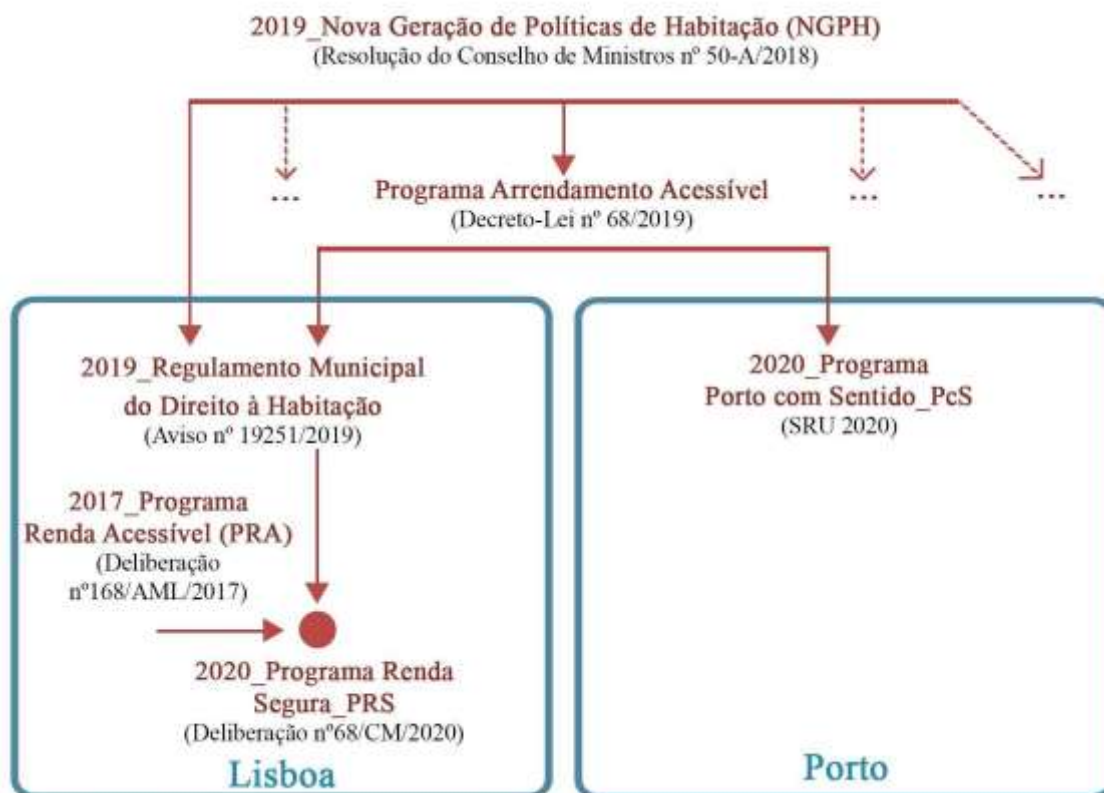 2019_Nova Geração de Políticas de Habitação (NGPH)
(Resolução do Conselho de Ministros nº 50-A/2018)
...
Programa Arrendamento Acessível
(Decreto-Lei nº 68/2019)
...
...
2019_Regulamento Municipal
do Direito à Habitação
(Aviso nº 19251/2019)
2017_Programa
Renda Acessível (PRA)
(Deliberação
nº168/AML/2017)
2020_Programa Renda
Segura_PRS
(Deliberação nº68/CM/2020)
Lisboa
2020_Programa
Porto com Sentido_PcS
(SRU 2020)
Porto